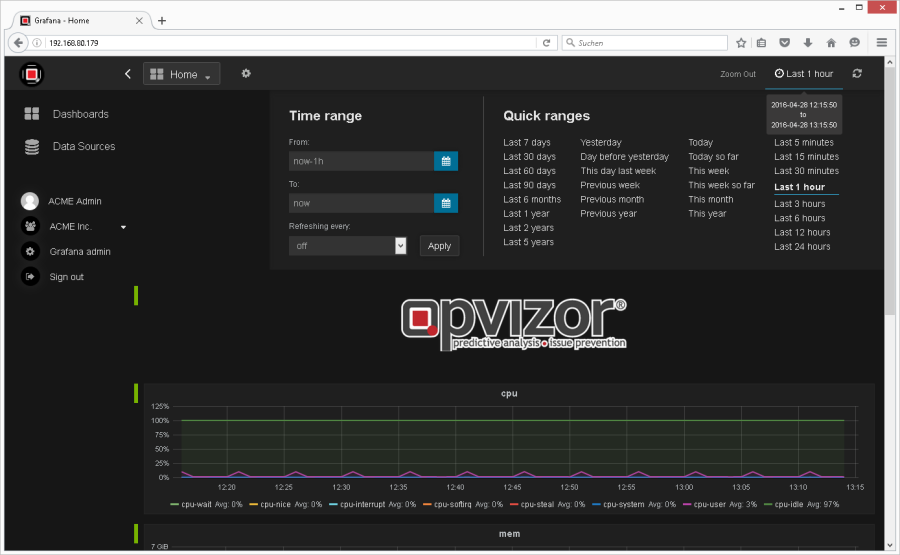 Grafana - Home
192.168.80.179
Suchen
Home
Zoom Out
Last 1 hour
2016-04-28 12:15:50
to
2016-04-28 13:15:50
Dashboards
Data Sources
ACME Admin
ACME Inc.
Grafana admin
Sign out
Time range
From:
now-1h
To:
now
Refreshing every:
off
Apply
Quick ranges
Last 7 days
Last 30 days
Last 60 days
Last 90 days
Last 6 months
Last 1 year
Last 2 years
Last 5 years
Yesterday
Day before yesterday
This day last week
Previous week
Previous month
Previous year
Today
Today so far
This week
This week so far
This month
This year
Last 5 minutes
Last 15 minutes
Last 30 minutes
Last 1 hour
Last 3 hours
Last 6 hours
Last 12 hours
Last 24 hours
opvizor®
predictive analysis • issue prevention
cpu
125%
100%
75%
50%
25%
0%
12:20 12:25 12:30 12:35 12:40 12:45 12:50 12:55 13:00 13:05 13:10 13:15
cpu-wait Avg: 0% cpu-nice Avg: 0% cpu-interrupt Avg: 0% cpu-softirq Avg: 0% cpu-steal Avg: 0% cpu-system Avg: 0% cpu-user Avg: 3% cpu-idle Avg: 97%
mem
7 GiB